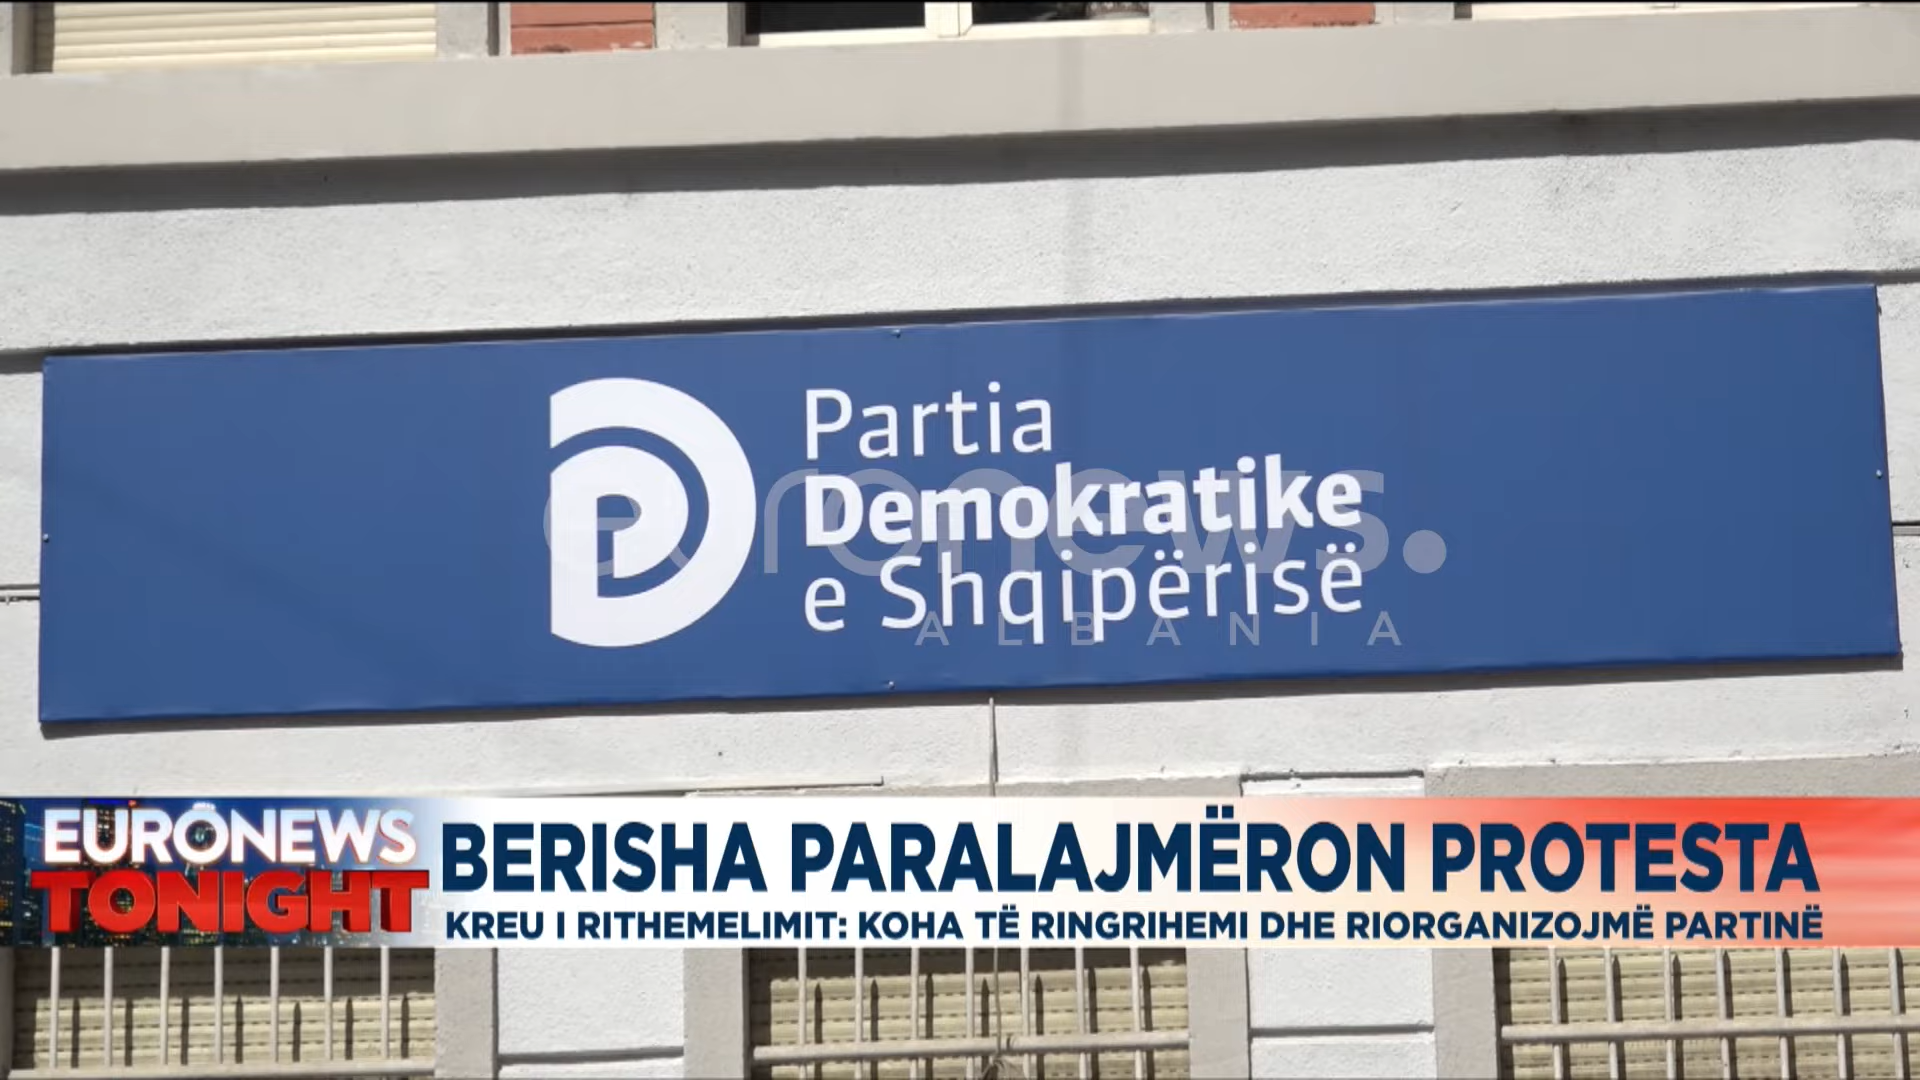 Partia
Demokratike
e Shqipërisë
euronews.
ALBANIA
EURONEWS
TONIGHT
BERISHA PARALAJMËRON PROTESTA
KREU I RITHEMELIMIT: KOHA TË RINGRIHEMI DHE RIORGANIZOJMË PARTINË